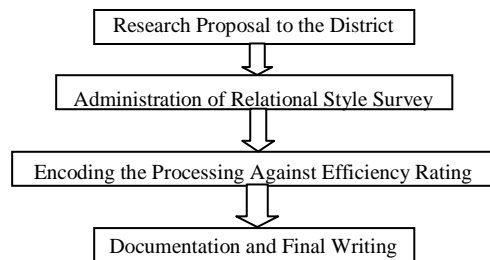 Research Proposal to the District
Administration of Relational Style Survey
Encoding the Processing Against Efficiency Rating
Documentation and Final Writing